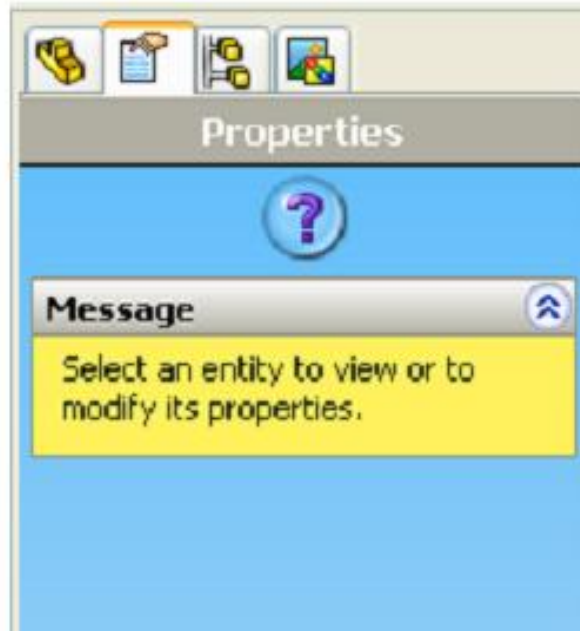 Properties
?
Message
Select an entity to view or to
modify its properties.